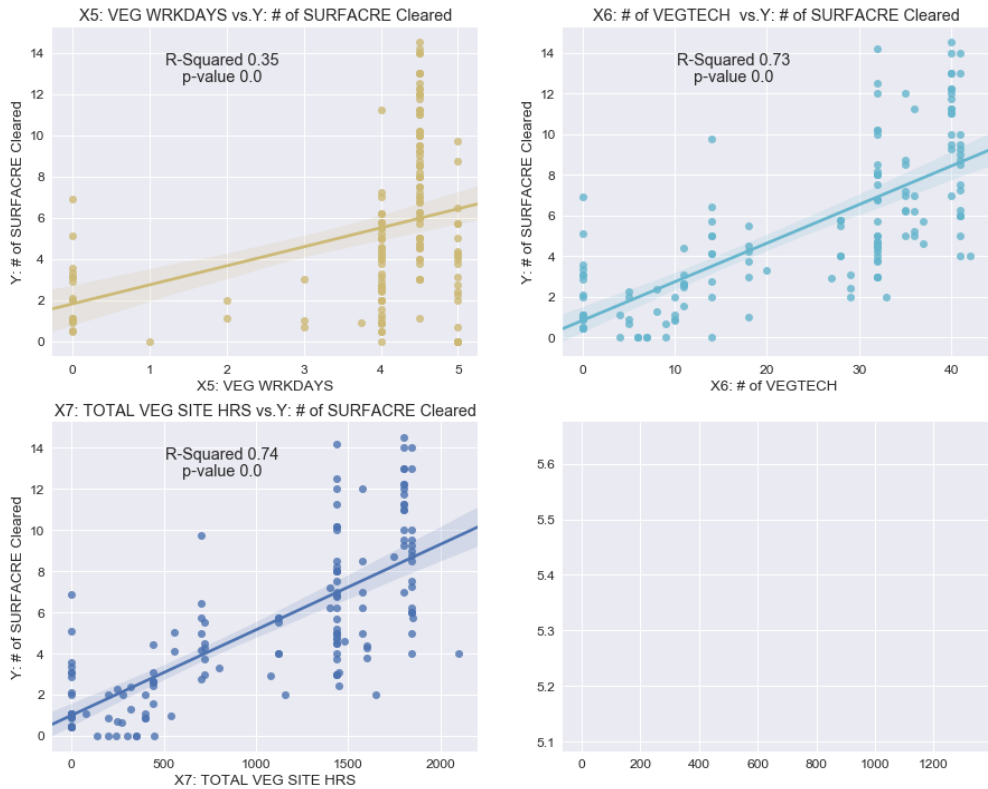 X5: VEG WRKDAYS vs.Y: # of SURFACRE Cleared
R-Squared 0.35
p-value 0.0
Y: # of SURFACRE Cleared
14
12
10
8
6
4
2
0
0 1 2 3 4 5
X5: VEG WRKDAYS
X6: # of VEGTECH vs.Y: # of SURFACRE Cleared
R-Squared 0.73
p-value 0.0
Y: # of SURFACRE Cleared
14
12
10
8
6
4
2
0
0 10 20 30 40
X6: # of VEGTECH
X7: TOTAL VEG SITE HRS vs.Y: # of SURFACRE Cleared
R-Squared 0.74
p-value 0.0
Y: # of SURFACRE Cleared
14
12
10
8
6
4
2
0
0 500 1000 1500 2000
X7: TOTAL VEG SITE HRS
5.6
5.5
5.4
5.3
5.2
5.1
0 200 400 600 800 1000 1200